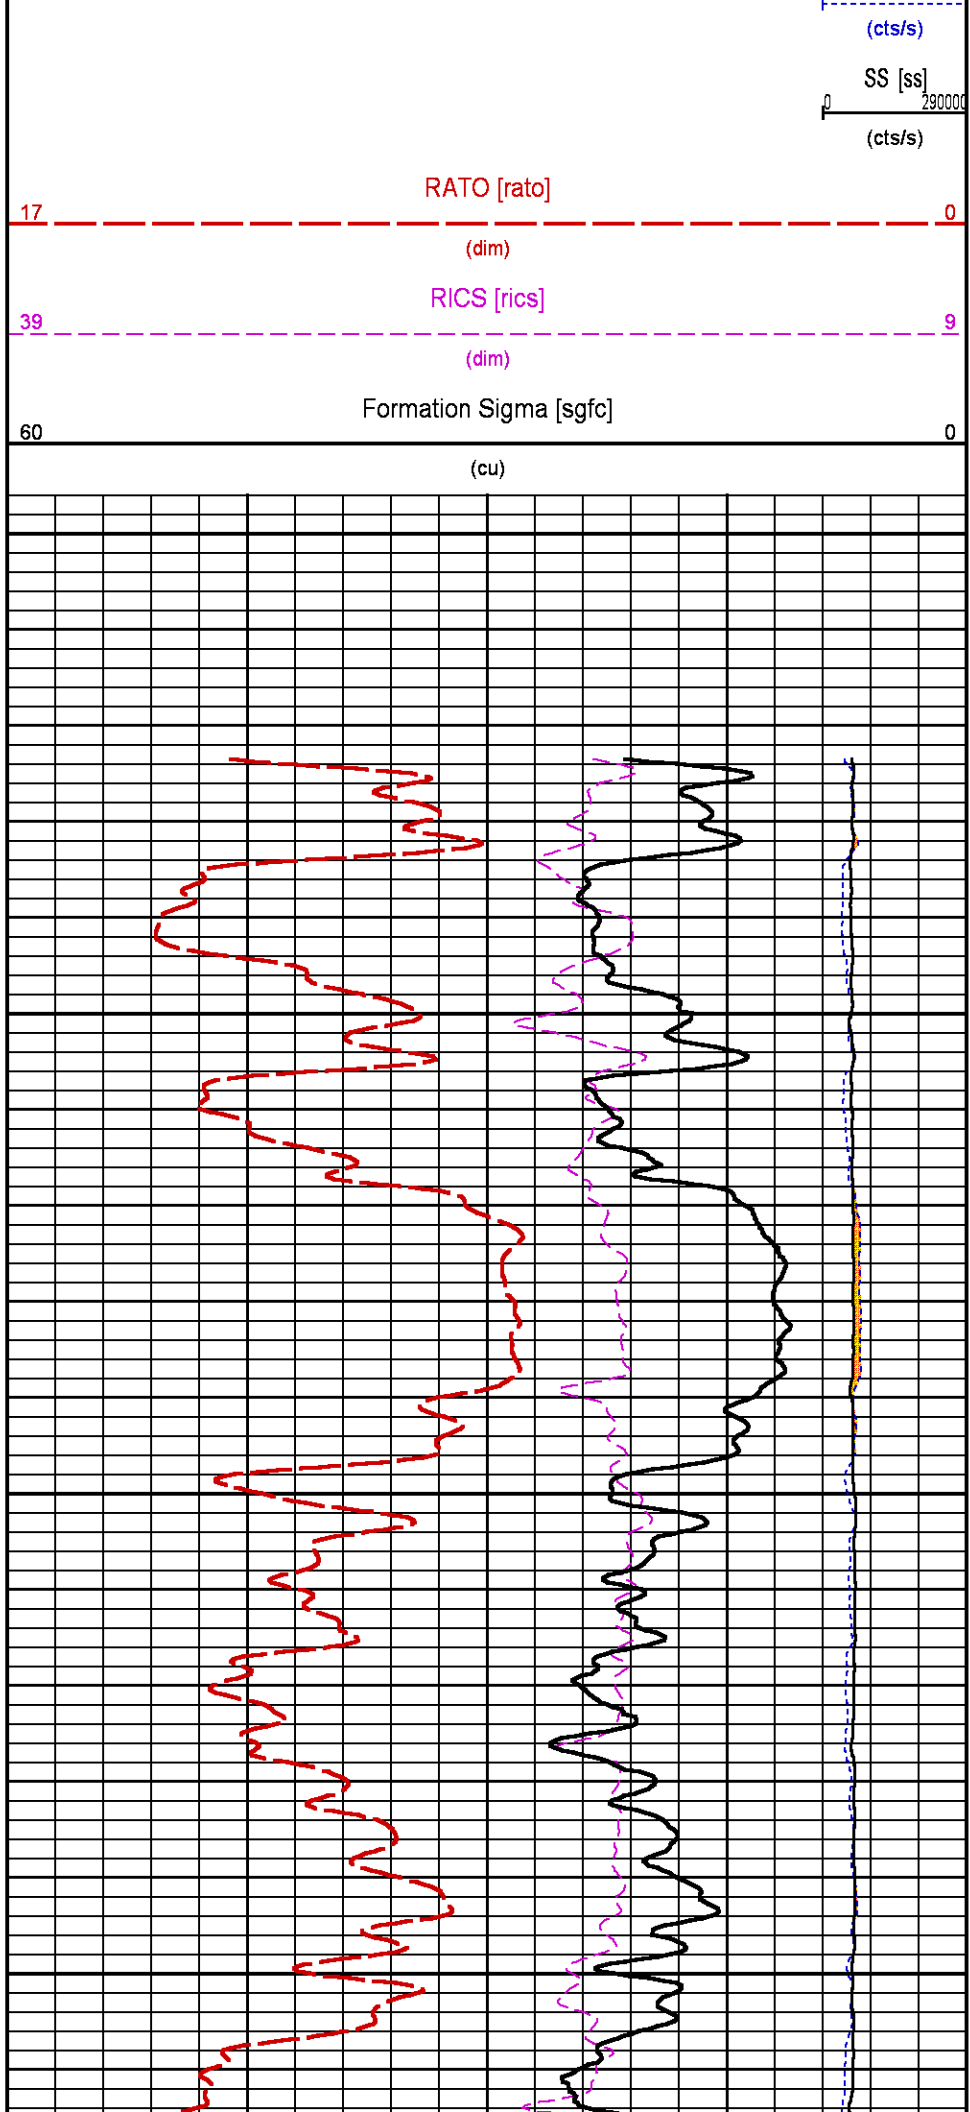 (cts/s)
SS [ss]
0 290000
(cts/s)
RATO [rato]
17 0
(dim)
RICS [rics]
39 9
(dim)
Formation Sigma [sgfc]
60 0
(cu)